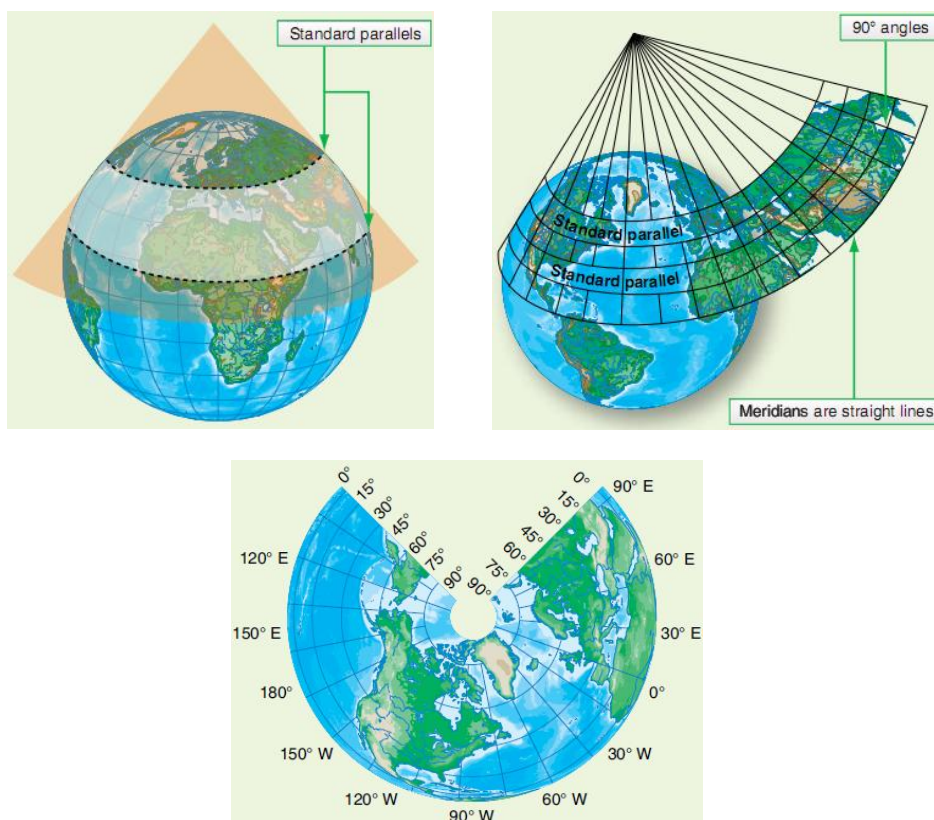 Standard parallels
90° angles
Standard parallel
Standard parallel
Meridians are straight lines
0°
15°
30°
45°
60°
75°
90°
0°
15°
30°
45°
60°
75°
90°
90° E
60° E
30° E
0°
30° W
60° W
90° W
120° W
150° W
180°
150° E
120° E